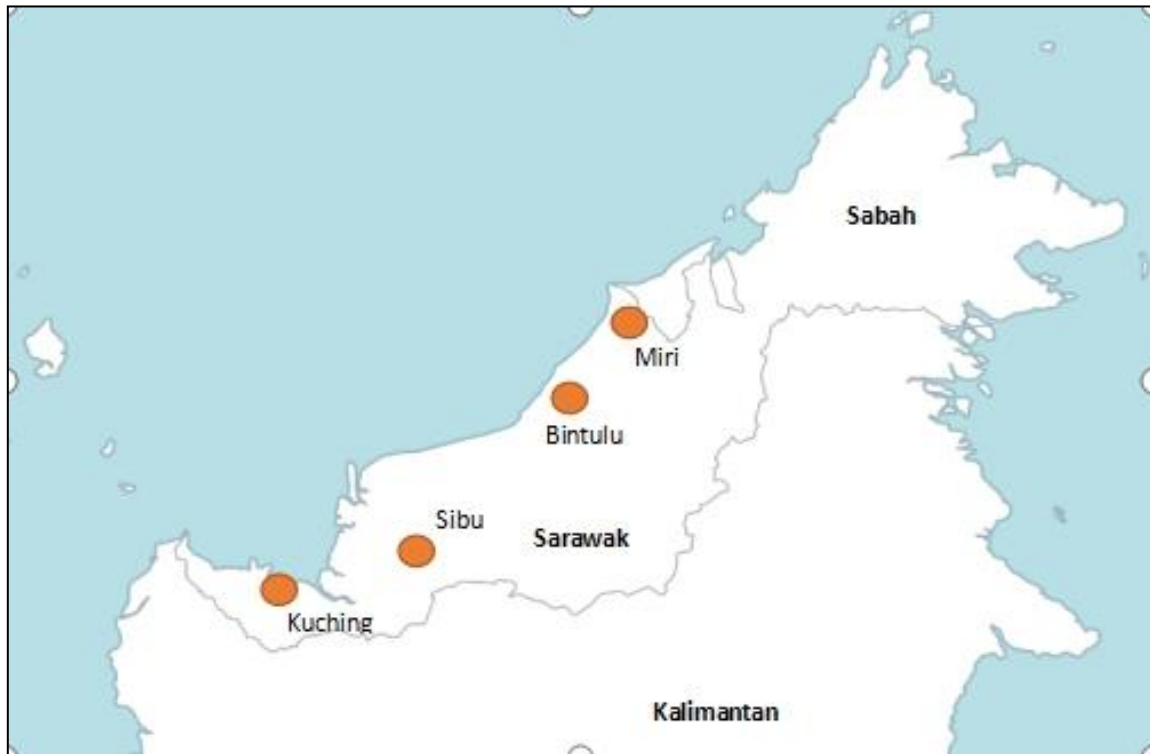 Sabah
Miri
Bintulu
Sibu
Sarawak
Kuching
Kalimantan